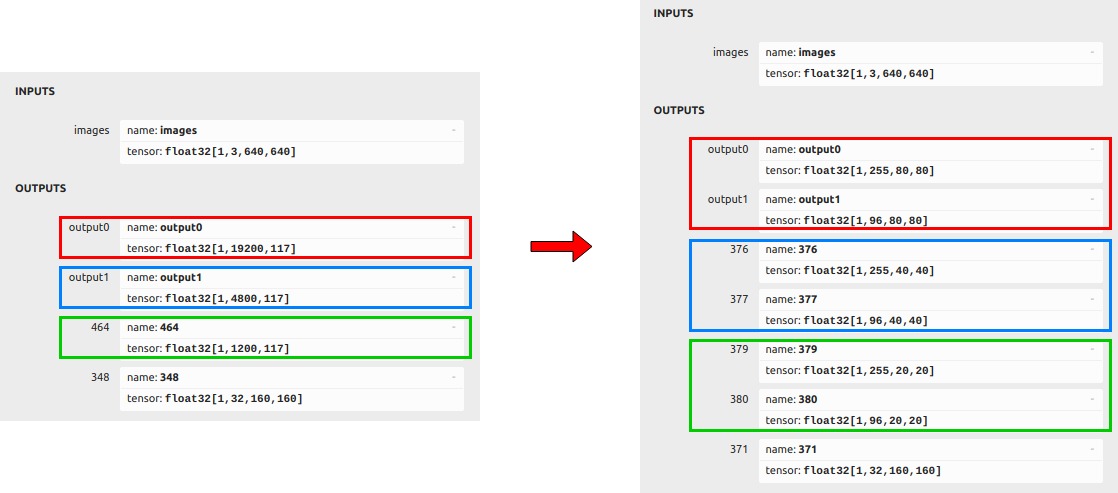 INPUTS
images
name: images
-
tensor: float32[1,3,640,640]
OUTPUTS
output0
name: output0
-
tensor: float32[1,19200,117]
output1
name: output1
-
tensor: float32[1,4800,117]
464
name: 464
-
tensor: float32[1,1200,117]
348
name: 348
-
tensor: float32[1,32,160,160]
INPUTS
images
name: images
-
tensor: float32[1,3,640,640]
OUTPUTS
output0
name: output0
-
tensor: float32[1,255,80,80]
output1
name: output1
-
tensor: float32[1,96,80,80]
376
name: 376
-
tensor: float32[1,255,40,40]
377
name: 377
-
tensor: float32[1,96,40,40]
379
name: 379
-
tensor: float32[1,255,20,20]
380
name: 380
-
tensor: float32[1,96,20,20]
371
name: 371
-
tensor: float32[1,32,160,160]